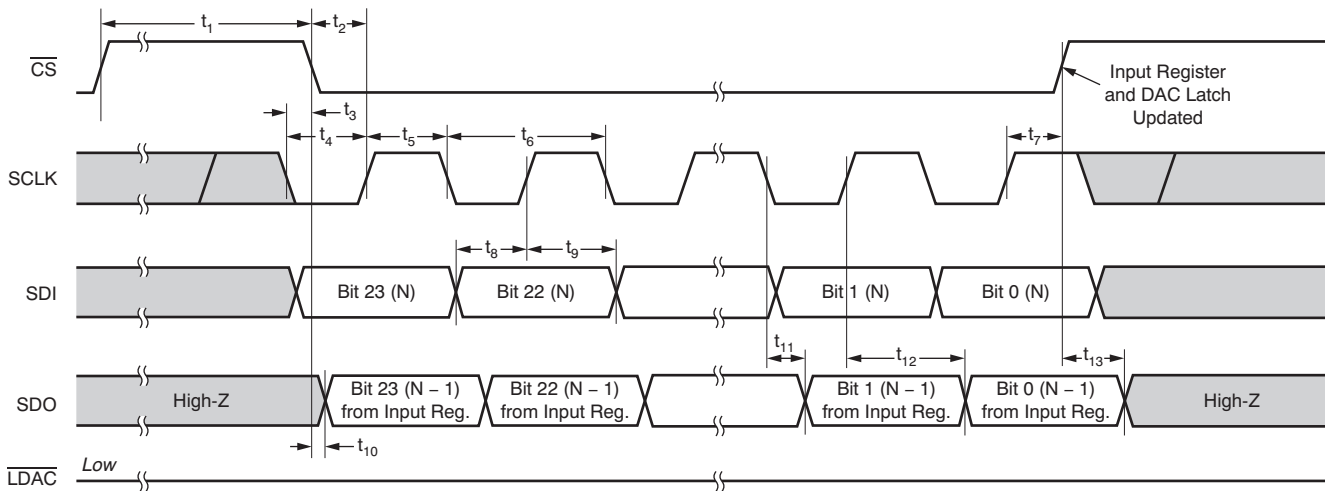 t1
t2
CS
Input Register
and DAC Latch
Updated
t3
t4
t5
t6
t7
SCLK
t8
t9
SDI
Bit 23 (N)
Bit 22 (N)
Bit 1 (N)
Bit 0 (N)
t11
t12
t13
SDO
High-Z
Bit 23 (N − 1)
from Input Reg.
Bit 22 (N − 1)
from Input Reg.
Bit 1 (N − 1)
from Input Reg.
Bit 0 (N − 1)
from Input Reg.
High-Z
t10
LDAC
Low